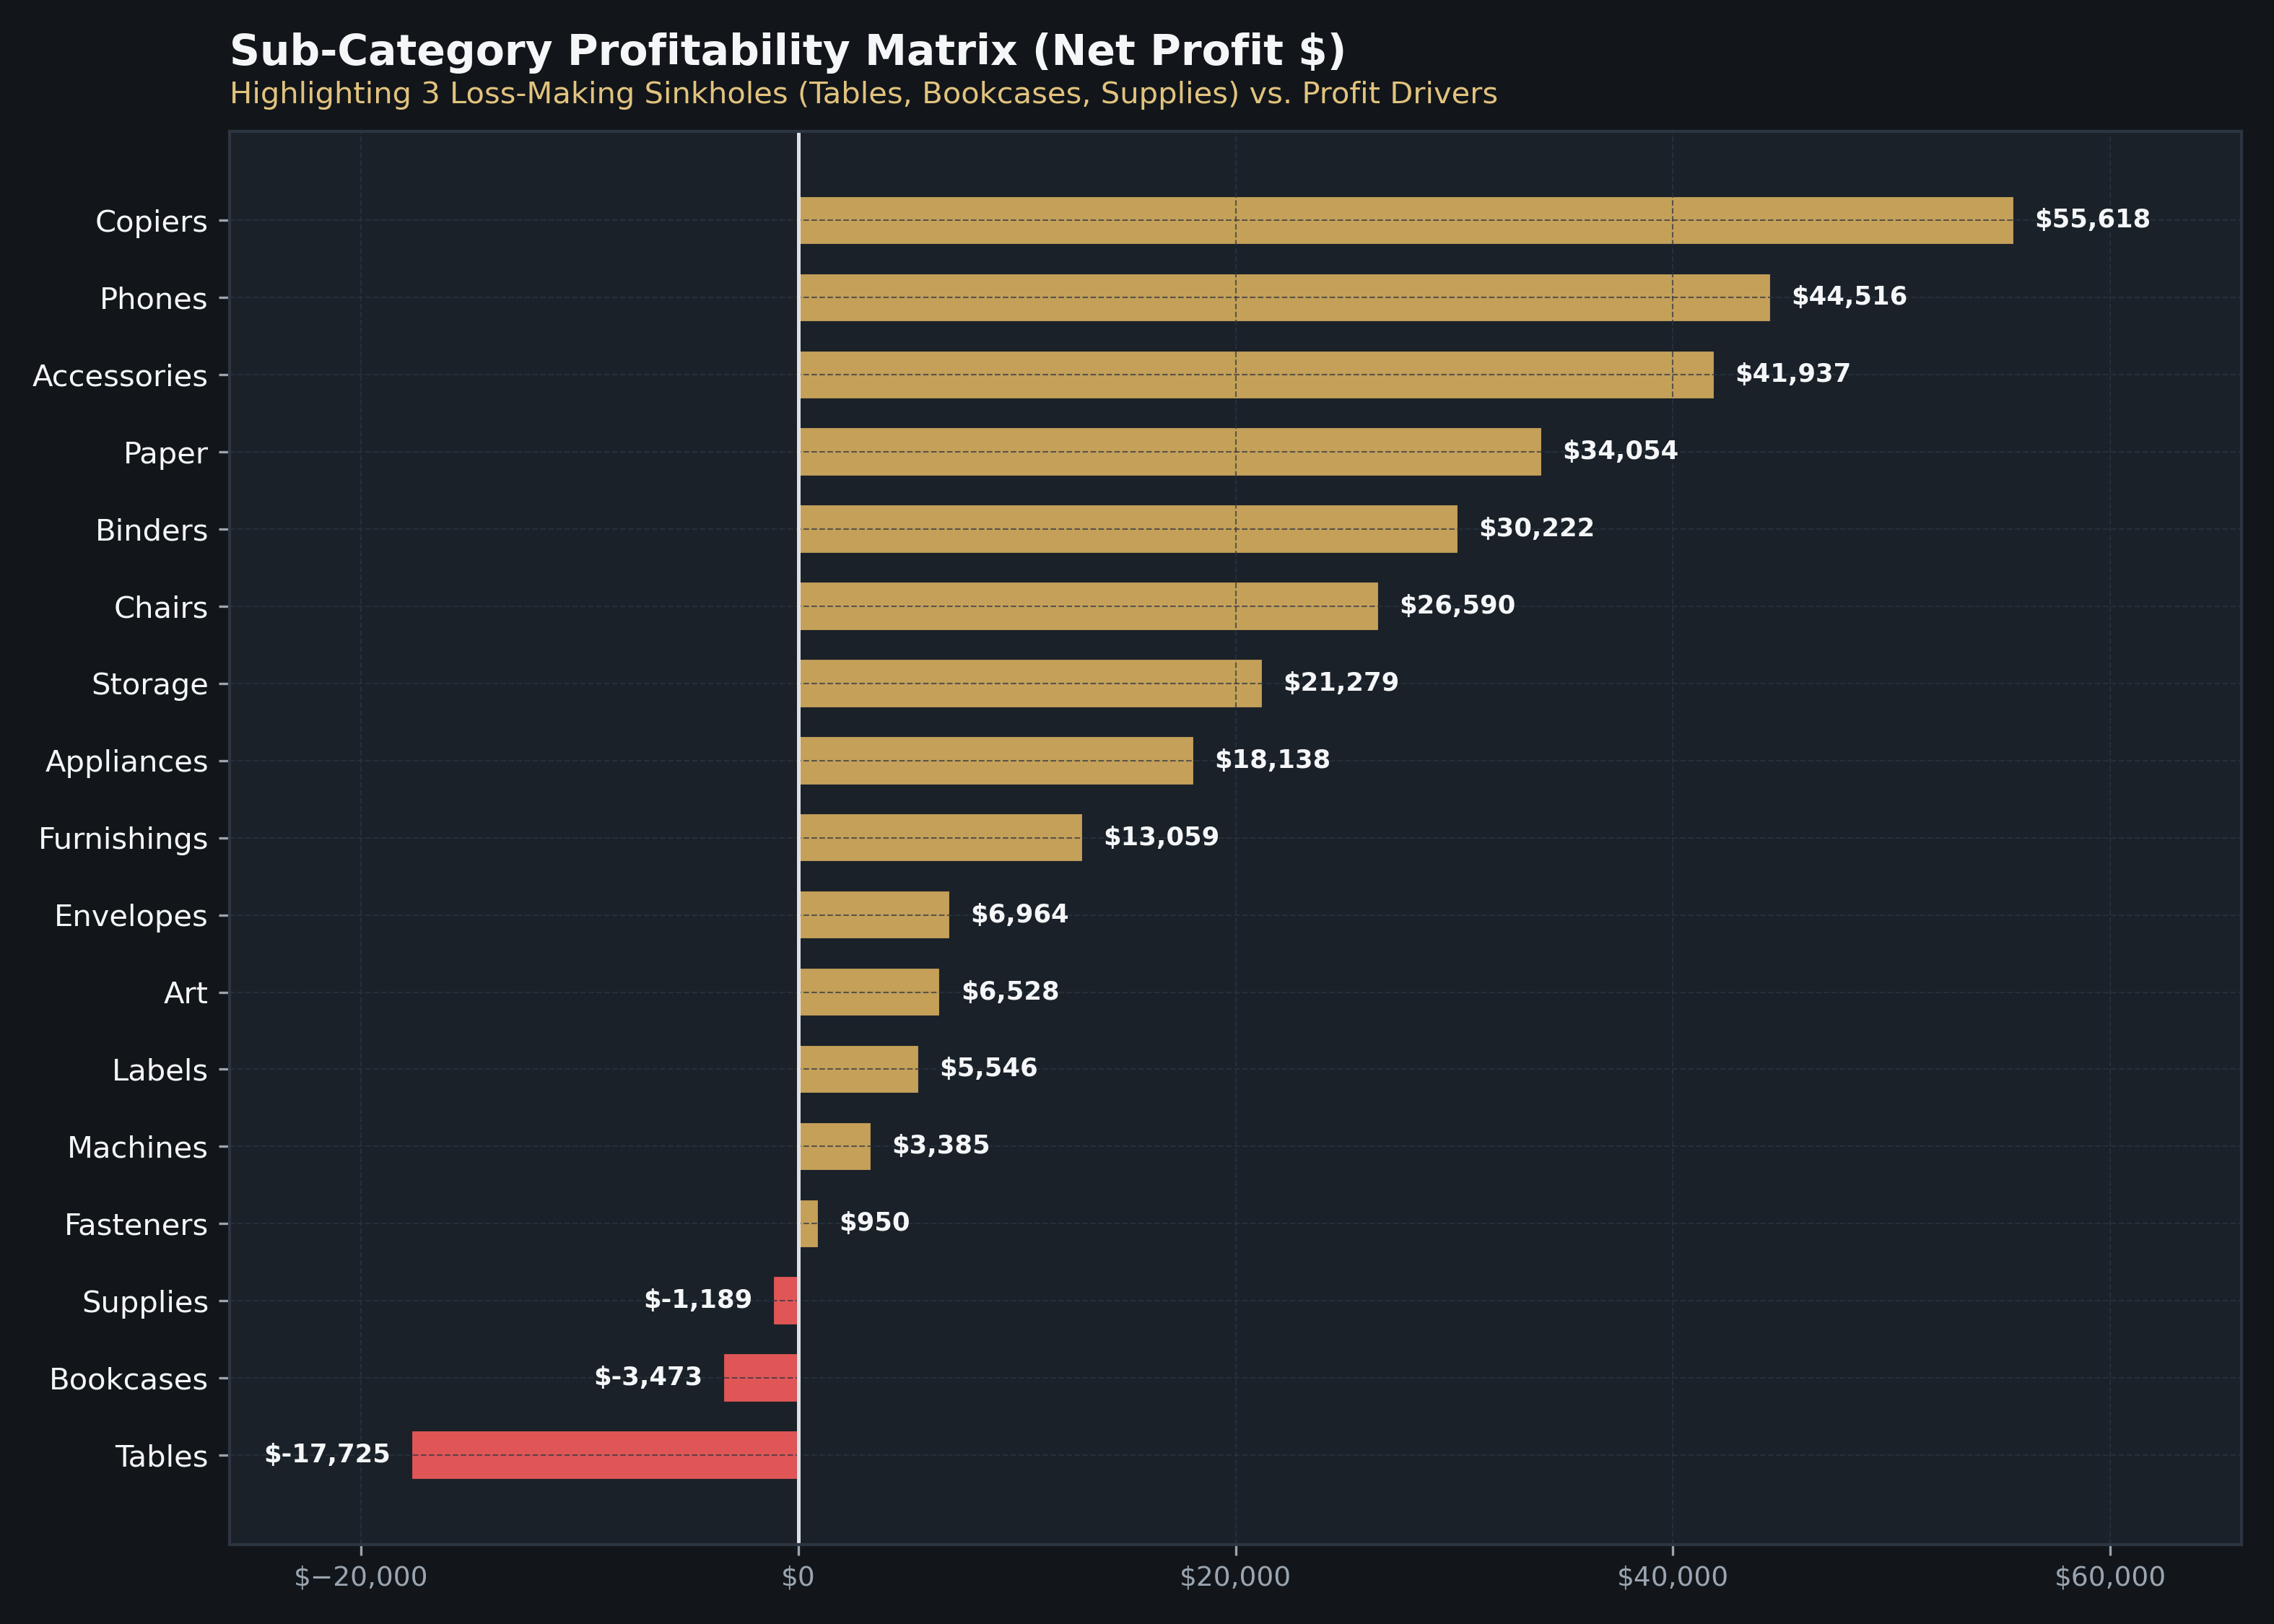 Sub-Category Profitability Matrix (Net Profit $)
Highlighting 3 Loss-Making Sinkholes (Tables, Bookcases, Supplies) vs. Profit Drivers
Copiers $55,618
Phones $44,516
Accessories $41,937
Paper $34,054
Binders $30,222
Chairs $26,590
Storage $21,279
Appliances $18,138
Furnishings $13,059
Envelopes $6,964
Art $6,528
Labels $5,546
Machines $3,385
Fasteners $950
Supplies $-1,189
Bookcases $-3,473
Tables $-17,725
$−20,000 $0 $20,000 $40,000 $60,000